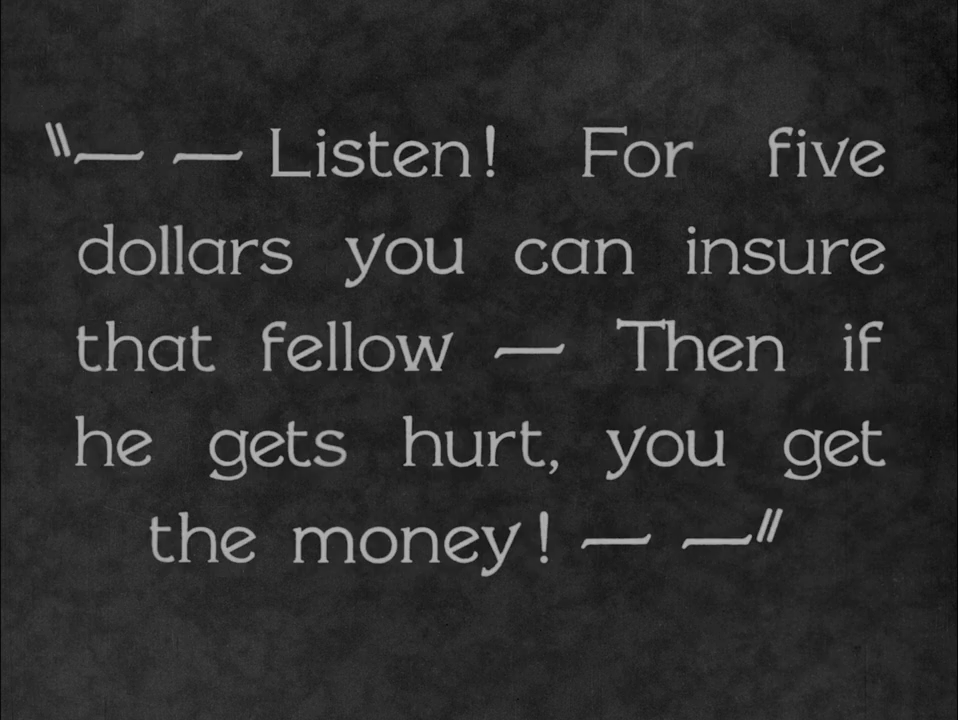 "— — Listen! For five
dollars you can insure
that fellow — Then if
he gets hurt, you get
the money! — —"